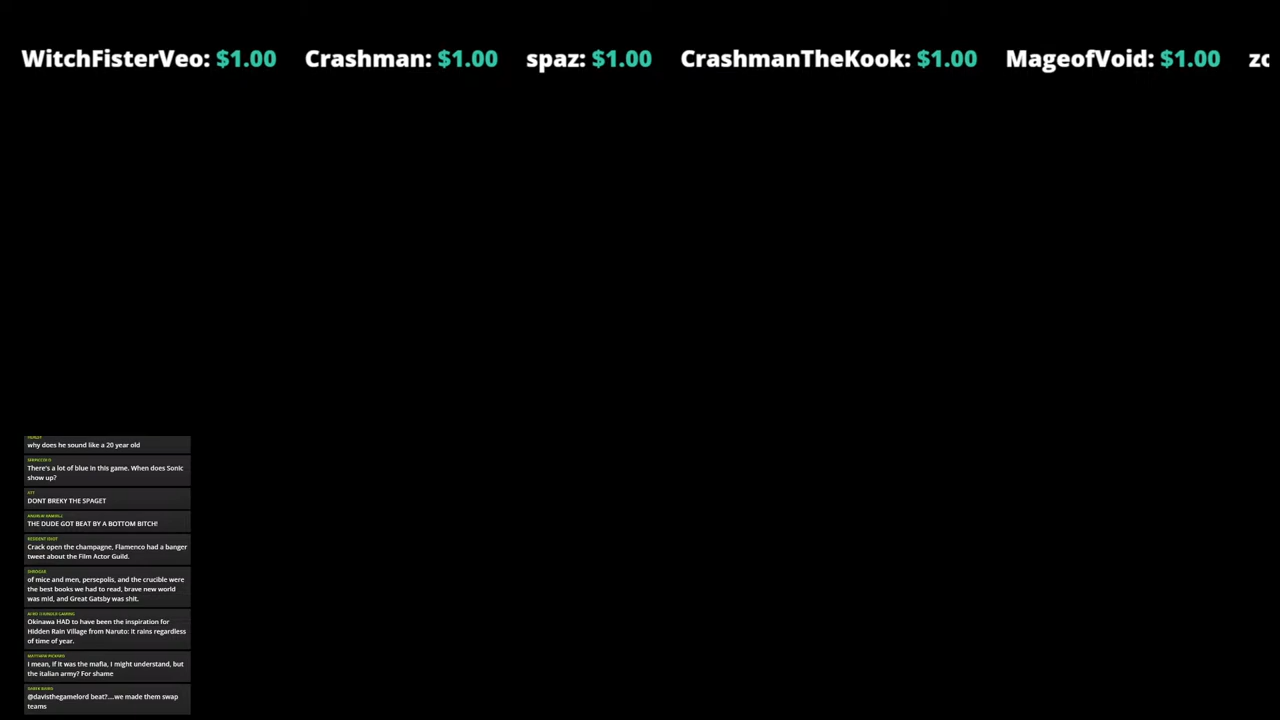 WitchFisterVeo: $1.00 Crashman: $1.00 spaz: $1.00 CrashmanTheKook: $1.00 MageofVoid: $1.00 zo
why does he sound like a 20 year old
There's a lot of blue in this game. When does Sonic
show up?
DONT BREKY THE SPAGET
THE DUDE GOT BEAT BY A BOTTOM BITCH!
Crack open the champagne, Flamenco had a banger
tweet about the Film Actor Guild.
of mice and men, persepolis, and the crucible were
the best books we had to read, brave new world
was mid, and Great Gatsby was shit.
Okinawa HAD to have been the inspiration for
Hidden Rain Village from Naruto: it rains regardless
of time of year.
I mean, If it was the mafia, I might understand, but
the italian army? For shame
@davisthegamelord beat?....we made them swap
teams